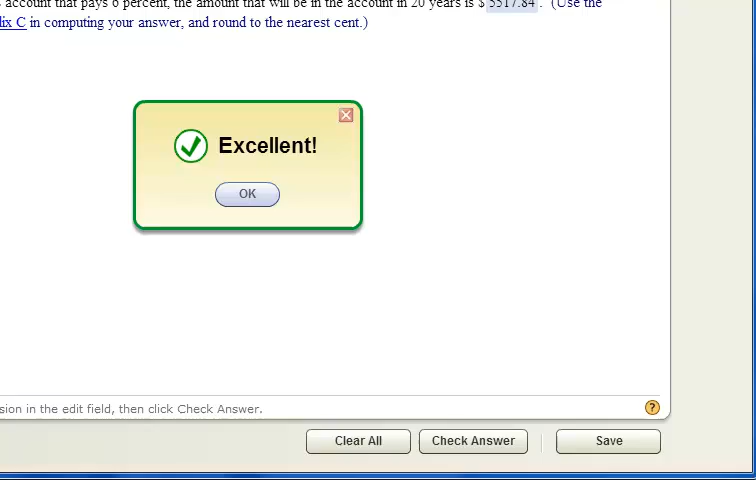 account that pays 6 percent, the amount that will be in the account in 20 years is $ 5517.84 . (Use the
ix C in computing your answer, and round to the nearest cent.)
Excellent!
OK
sion in the edit field, then click Check Answer.
?
Clear All
Check Answer
Save